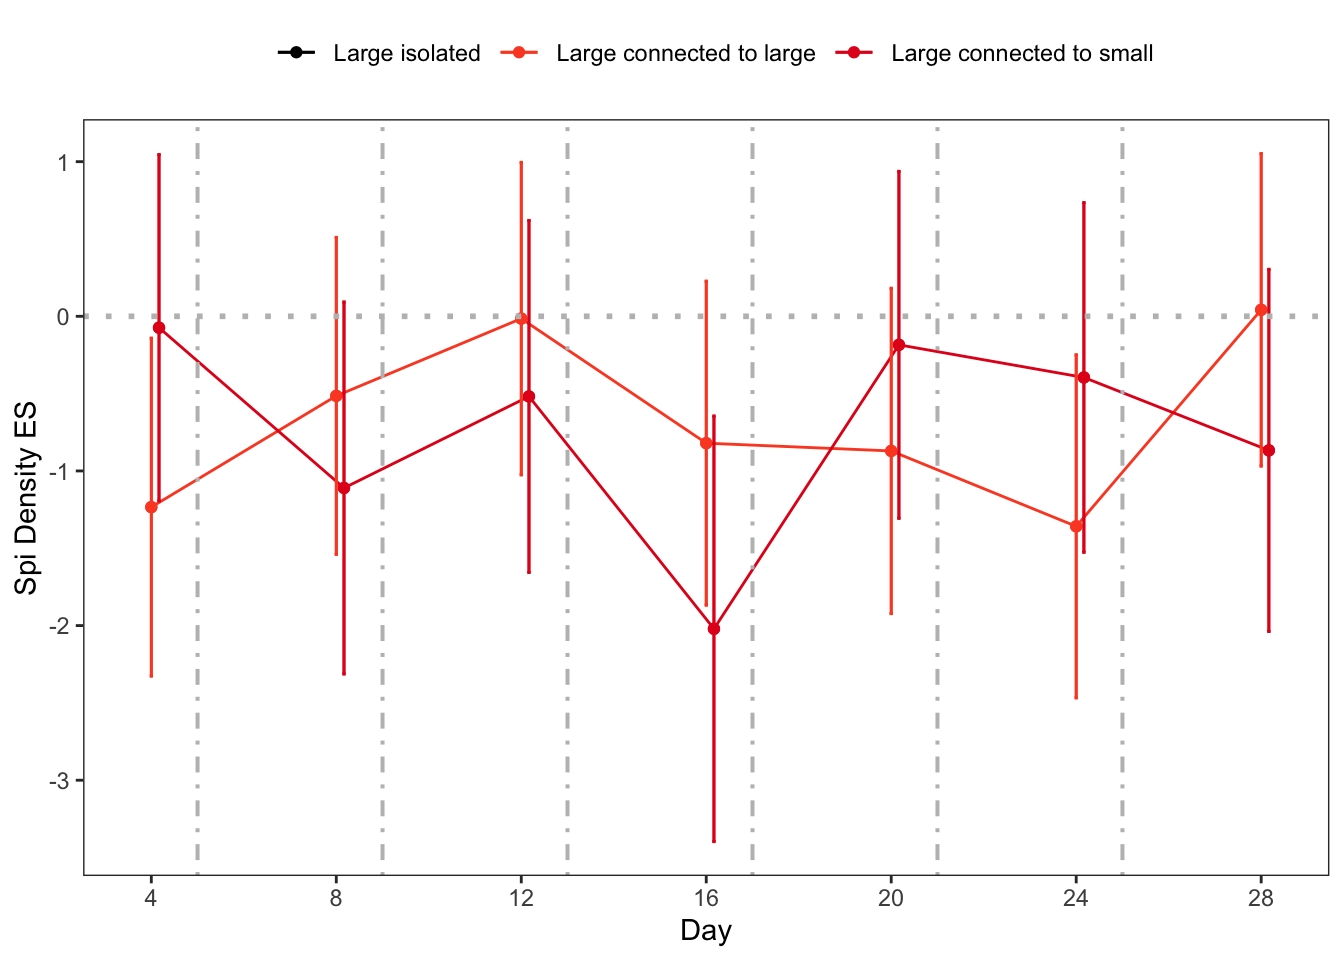 Large isolated Large connected to large Large connected to small
Spi Density ES
1
0
-1
-2
-3
4 8 12 16 20 24 28
Day